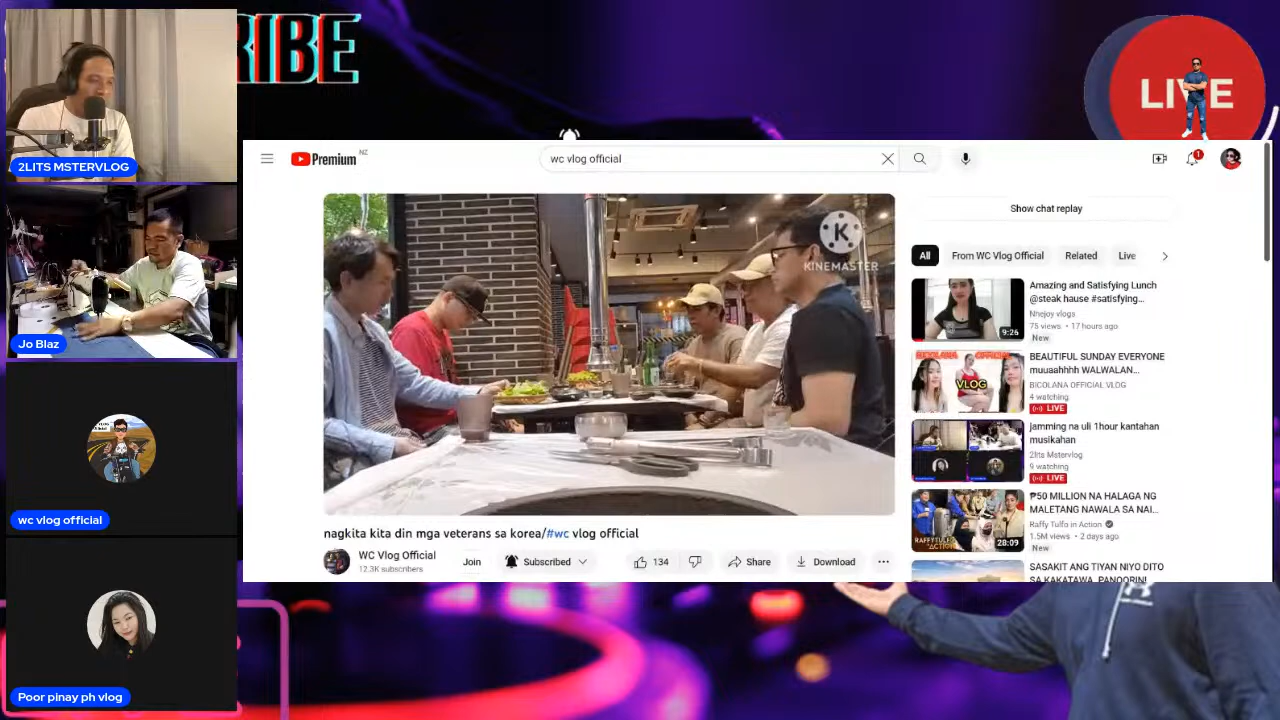 RIBE
LIVE
2LITS MSTERVLOG
Jo Blaz
wc vlog official
Poor pinay ph vlog
Premium NZ
wc vlog official
1
K
KINEMASTER
nagkita kita din mga veterans sa korea/#wc vlog official
WC Vlog Official
12.3K subscribers
Join
Subscribed
134
Share
Download
Show chat replay
All
From WC Vlog Official
Related
Live
Amazing and Satisfying Lunch
@steak hause #satisfying...
Nnejoy vlogs
75 views • 17 hours ago
New
9:26
BEAUTIFUL SUNDAY EVERYONE
muuaahhhh WALWALAN...
BICOLANA OFFICIAL VLOG
4 watching
LIVE
BICOLANA OFFICIAL
VLOG
jamming na uli 1hour kantahan
musikahan
2lits Mstervlog
9 watching
LIVE
₱50 MILLION NA HALAGA NG
MALETANG NAWALA SA NAI...
Raffy Tulfo in Action
1.5M views • 2 days ago
New
28:09
SASAKIT ANG TIYAN NIYO DITO
SA KAKATAWA, PANOORIN!